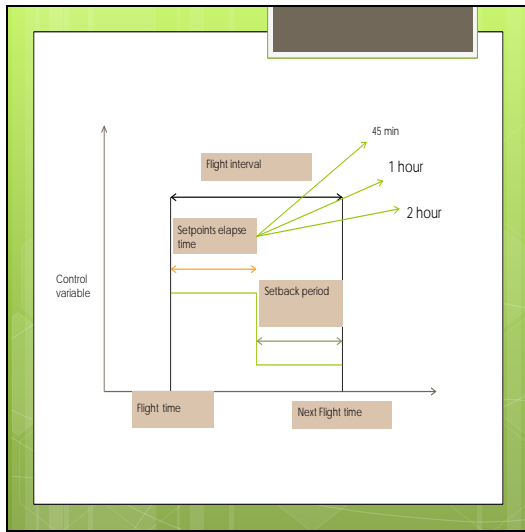 45 min
Flight interval
1 hour
2 hour
Setpoints elapse
time
Control
variable
Setback period
Flight time
Next Flight time